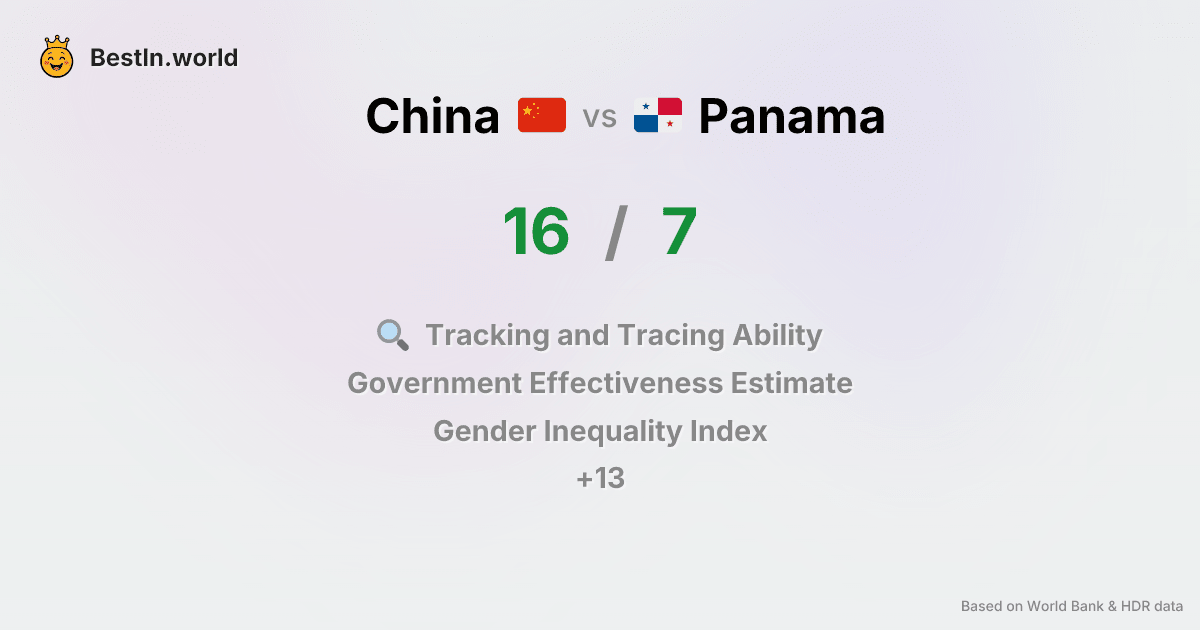 BestIn.world
China vs Panama
16 / 7
Tracking and Tracing Ability
Government Effectiveness Estimate
Gender Inequality Index
+13
Based on World Bank & HDR data